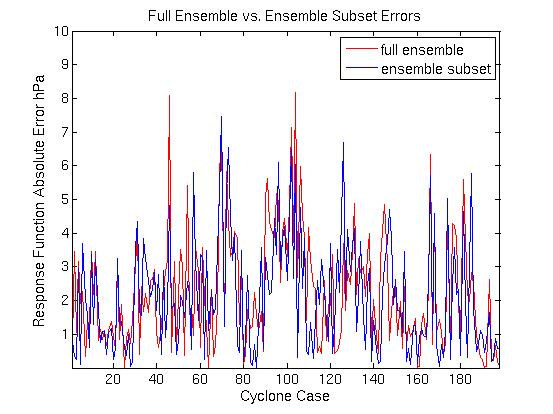 Full Ensemble vs. Ensemble Subset Errors
full ensemble
ensemble subset
Response Function Absolute Error hPa
10
9
8
7
6
5
4
3
2
1
20 40 60 80 100 120 140 160 180
Cyclone Case